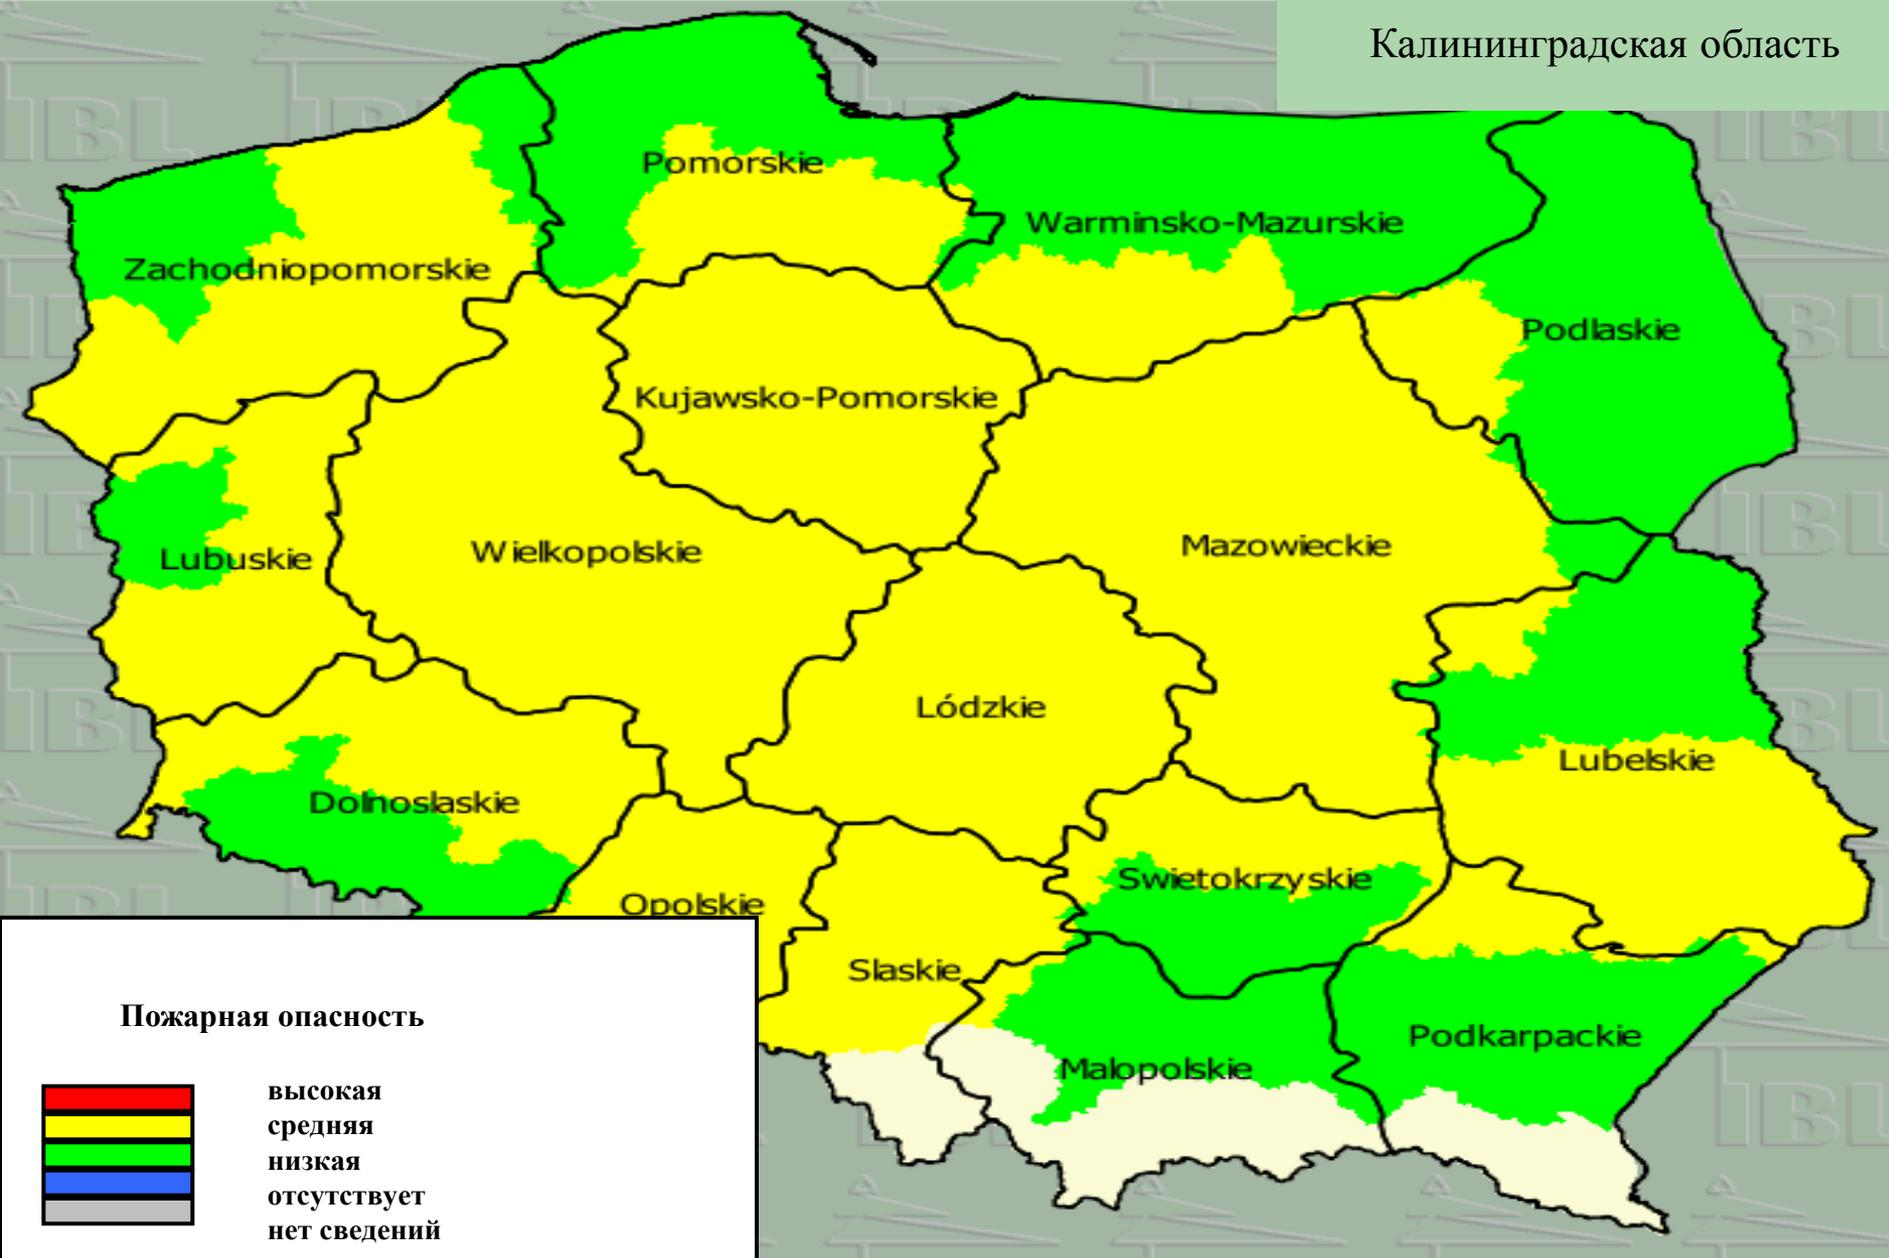 Калининградская область
Pomorskie
Warminsko-Mazurskie
Zachodniopomorskie
Podlaskie
Kujawsko-Pomorskie
Lubuskie
Wielkopolskie
Mazowieckie
Lódzkie
Lubelskie
Dolnoslaskie
Swietokrzyskie
Opolskie
Slaskie
Podkarpackie
Malopolskie
Пожарная опасность
высокая
средняя
низкая
отсутствует
нет сведений
IBL